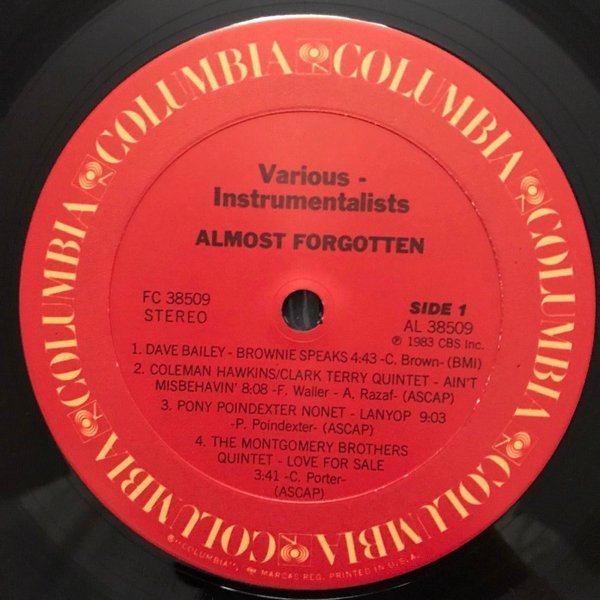 COLUMBIA COLUMBIA COLUMBIA COLUMBIA COLUMBIA COLUMBIA COLUMBIA COLUMBIA
Various -
Instrumentalists
ALMOST FORGOTTEN
FC 38509
STEREO
SIDE 1
AL 38509
℗ 1983 CBS Inc.
1. DAVE BAILEY - BROWNIE SPEAKS 4:43 -C. Brown- (BMI)
2. COLEMAN HAWKINS/CLARK TERRY QUINTET - AIN'T
MISBEHAVIN' 8:08 -F. Waller - A. Razaf- (ASCAP)
3. PONY POINDEXTER NONET - LANYOP 9:03
-P. Poindexter- (ASCAP)
4. THE MONTGOMERY BROTHERS
QUINTET - LOVE FOR SALE
3:41 -C. Porter-
(ASCAP)
"COLUMBIA", MARCAS REG. PRINTED IN U.S.A.